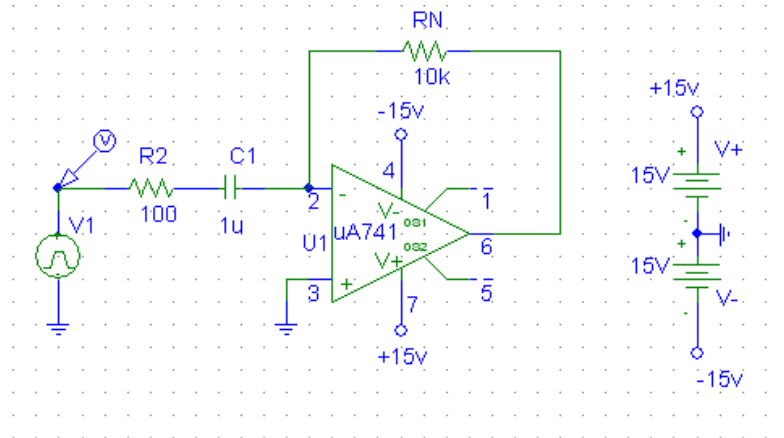 RN
10k
-15v
+15v
V
R2
C1
4
+
V+
15V
-
2
V-
1
100
1u
V1
OS1
U1
uA741
-
+
6
OS2
15V
V+
3
+
5
V-
7
-
+15v
-15v